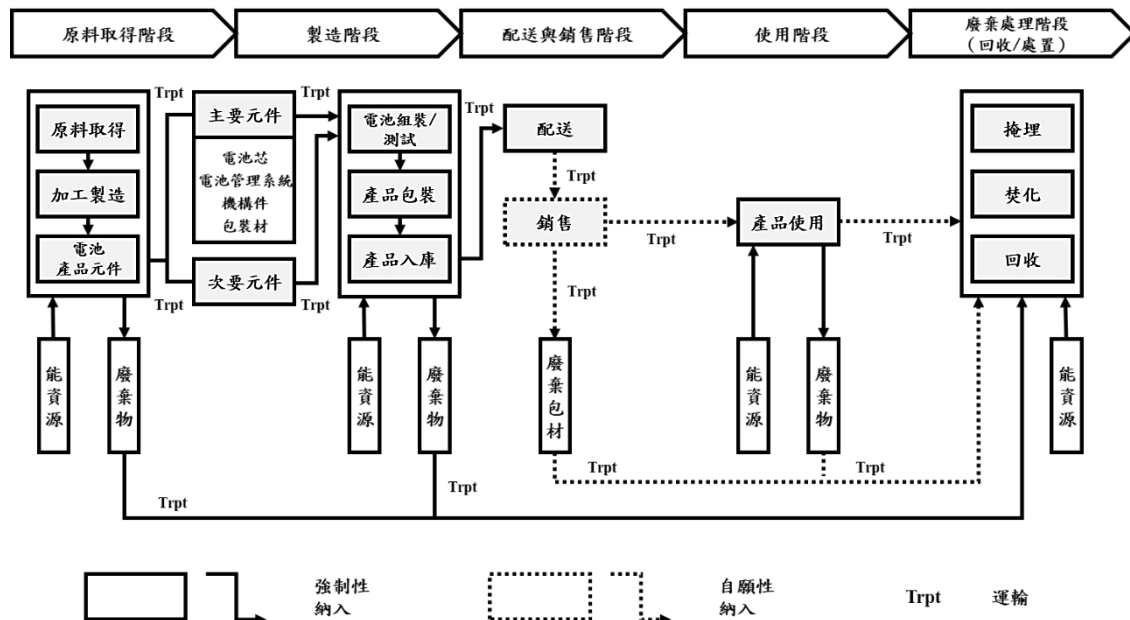 原料取得階段
製造階段
配送與銷售階段
使用階段
廢棄處理階段
(回收/處置)
Trpt
Trpt
Trpt
原料取得
加工製造
電池
產品元件
主要元件
電池芯
電池管理系統
機構件
包裝材
次要元件
Trpt
Trpt
電池組裝/
測試
產品包裝
產品入庫
配送
Trpt
銷售
Trpt
Trpt
產品使用
Trpt
掩埋
焚化
回收
能資源
廢棄物
能資源
廢棄物
廢棄包材
能資源
廢棄物
能資源
Trpt
Trpt
Trpt
Trpt
強制性
納入
自願性
納入
Trpt
運輸